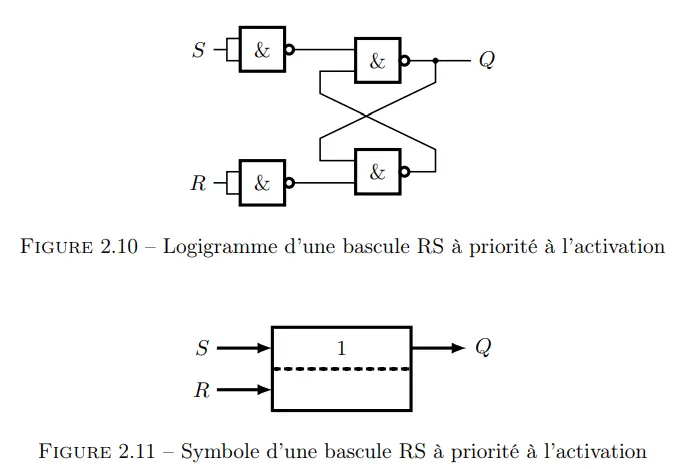 S & & Q
R & &
FIGURE 2.10 – Logigramme d'une bascule RS à priorité à l'activation
S 1 Q
R
FIGURE 2.11 – Symbole d'une bascule RS à priorité à l'activation